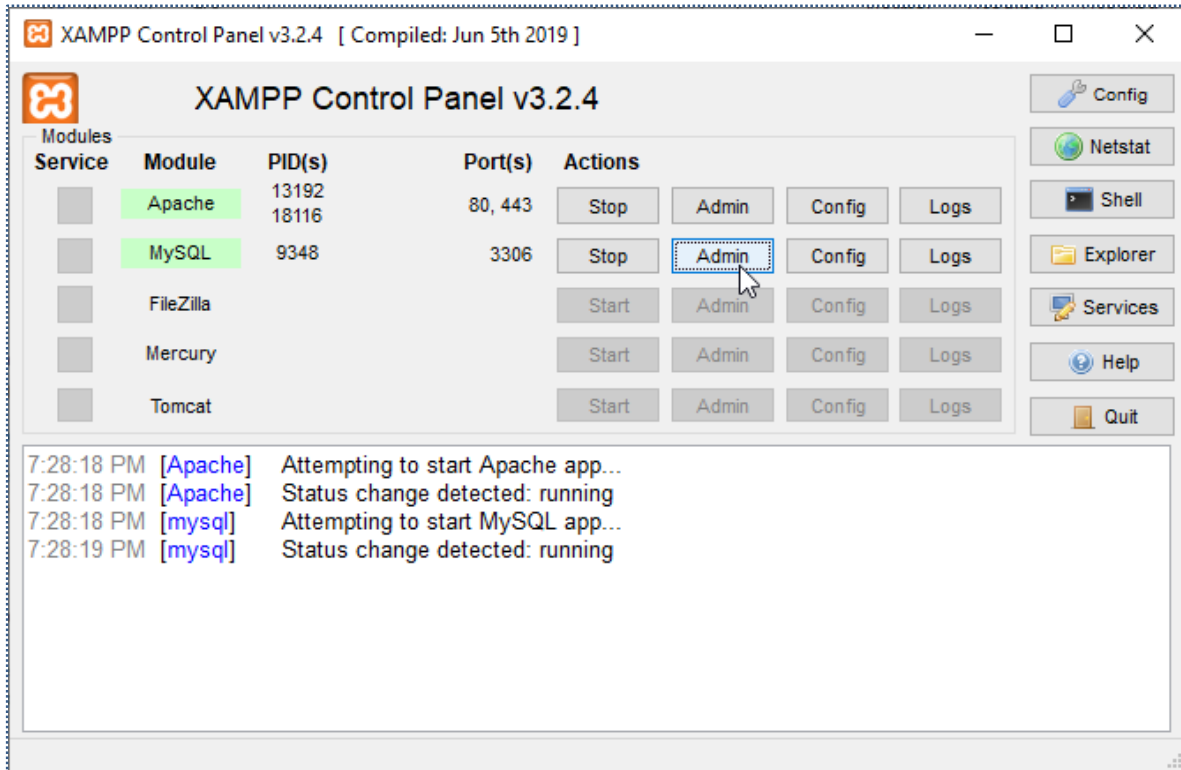 XAMPP Control Panel v3.2.4 [ Compiled: Jun 5th 2019 ]
XAMPP Control Panel v3.2.4
Config
Modules
Service Module PID(s) Port(s) Actions
Netstat
Apache 13192 18116 80, 443 Stop Admin Config Logs
Shell
MySQL 9348 3306 Stop Admin Config Logs
Explorer
FileZilla Start Admin Config Logs
Services
Mercury Start Admin Config Logs
Help
Tomcat Start Admin Config Logs
Quit
7:28:18 PM [Apache] Attempting to start Apache app...
7:28:18 PM [Apache] Status change detected: running
7:28:18 PM [mysql] Attempting to start MySQL app...
7:28:19 PM [mysql] Status change detected: running